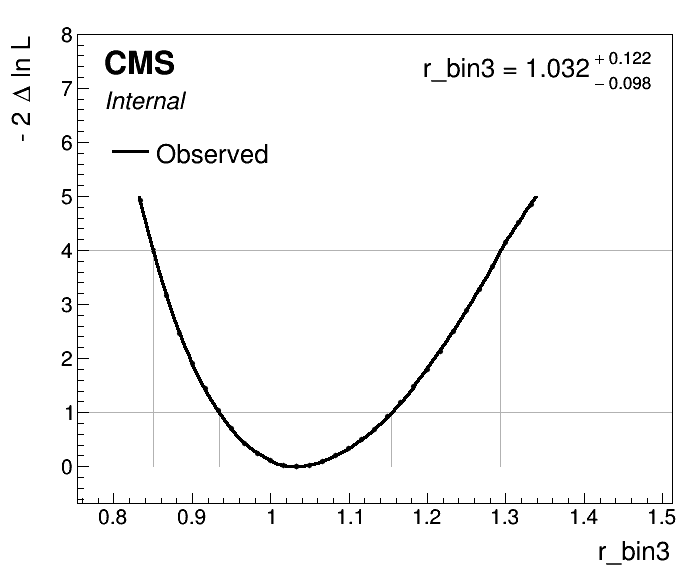 - 2 Δ ln L
CMS
Internal
r_bin3 = 1.032 + 0.122 − 0.098
Observed
8
7
6
5
4
3
2
1
0
0.8 0.9 1 1.1 1.2 1.3 1.4 1.5
r_bin3